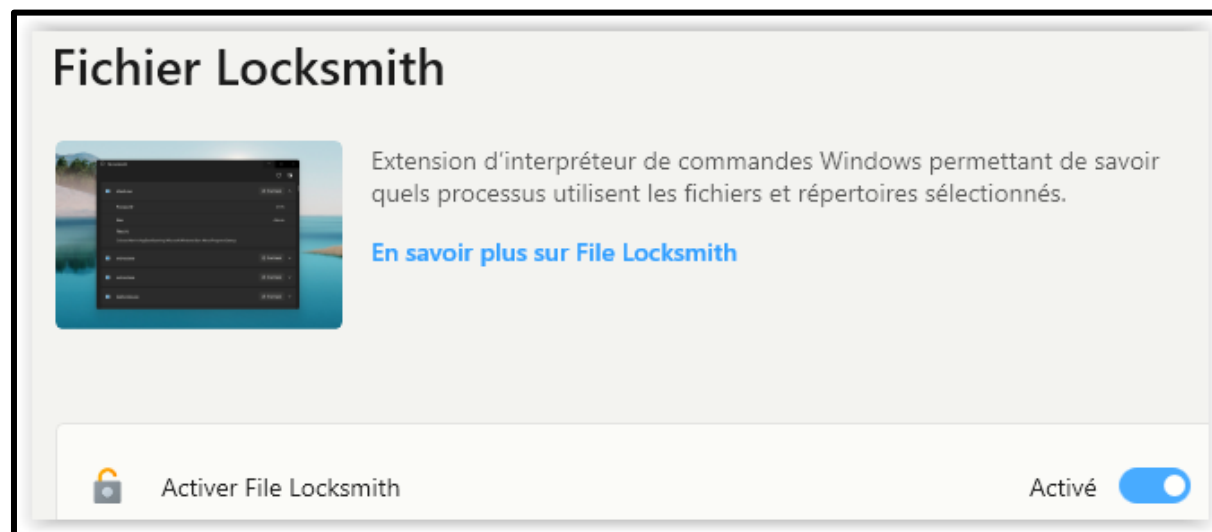 Fichier Locksmith
Extension d'interpréteur de commandes Windows permettant de savoir
quels processus utilisent les fichiers et répertoires sélectionnés.
En savoir plus sur File Locksmith
Activer File Locksmith
Activé